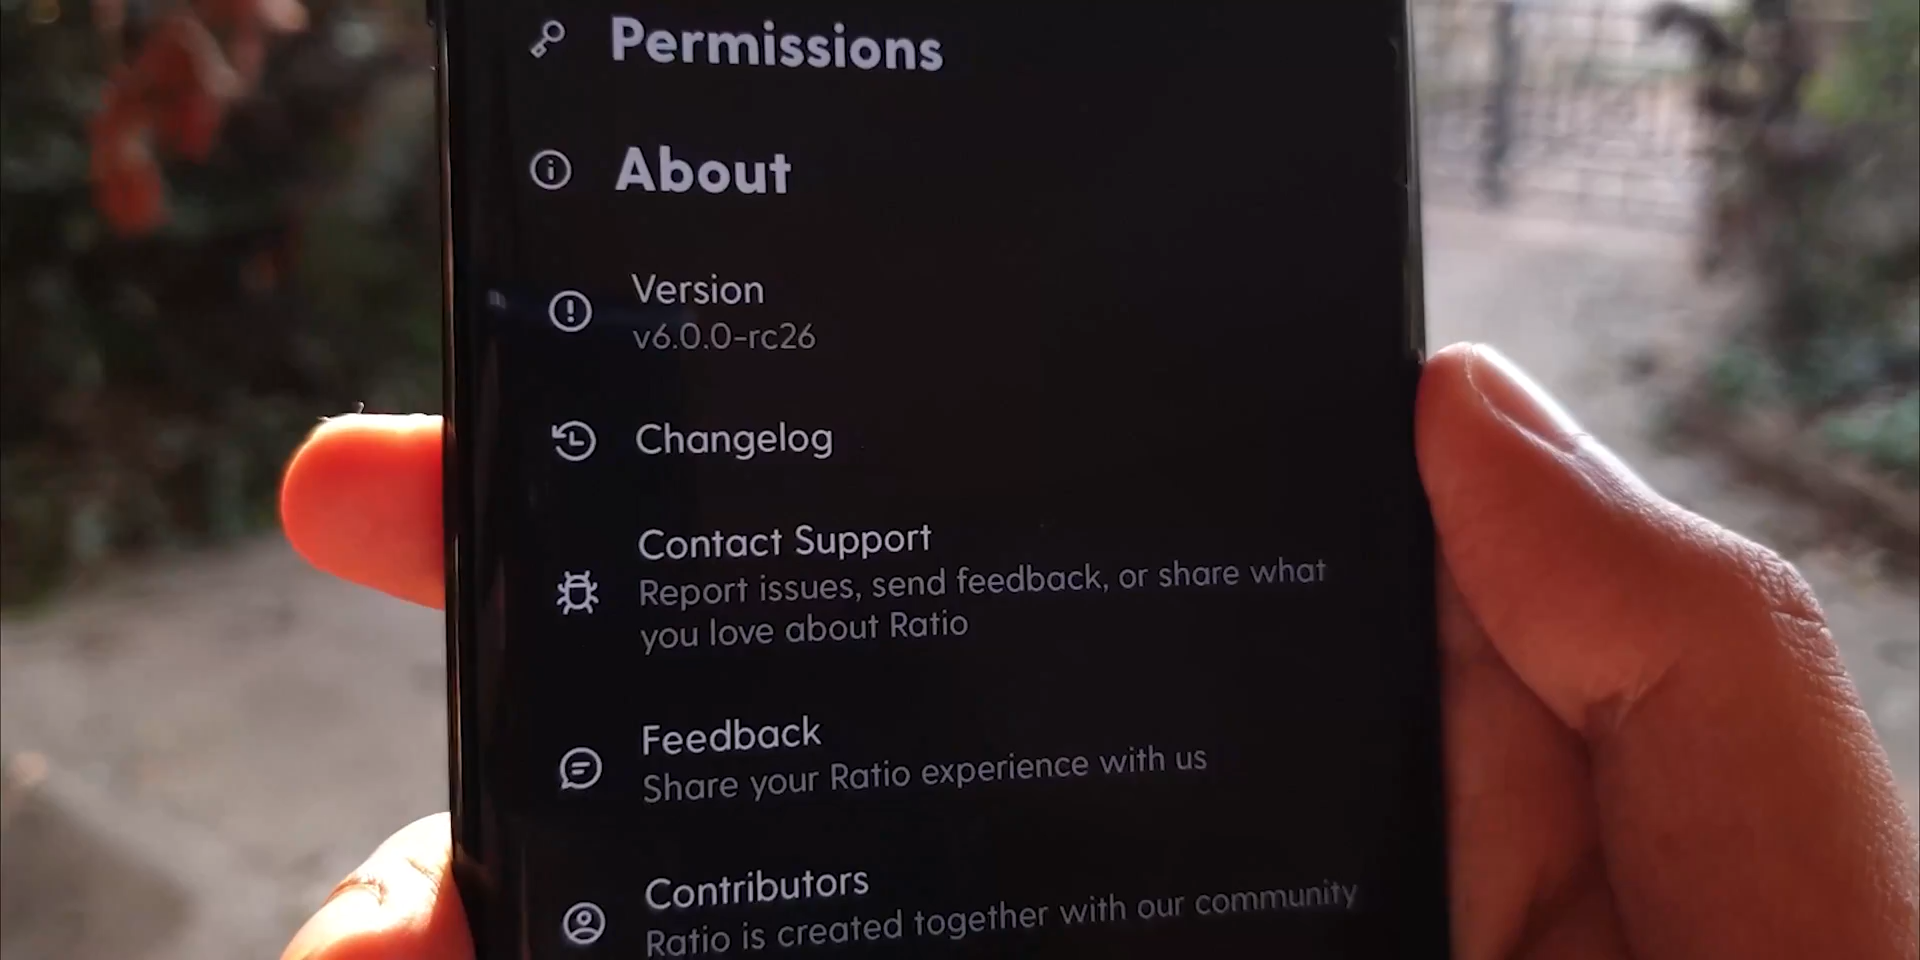 Permissions
About
Version
v6.0.0-rc26
Changelog
Contact Support
Report issues, send feedback, or share what
you love about Ratio
Feedback
Share your Ratio experience with us
Contributors
Ratio is created together with our community